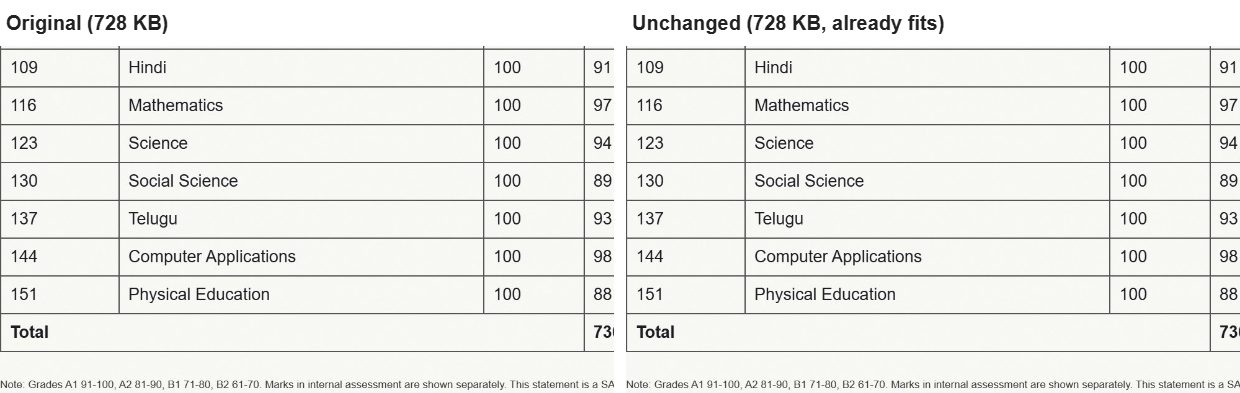 Original (728 KB)
109 Hindi 100 91
116 Mathematics 100 97
123 Science 100 94
130 Social Science 100 89
137 Telugu 100 93
144 Computer Applications 100 98
151 Physical Education 100 88
Total 73
Note: Grades A1 91-100, A2 81-90, B1 71-80, B2 61-70. Marks in internal assessment are shown separately. This statement is a SA
Unchanged (728 KB, already fits)
109 Hindi 100 91
116 Mathematics 100 97
123 Science 100 94
130 Social Science 100 89
137 Telugu 100 93
144 Computer Applications 100 98
151 Physical Education 100 88
Total 73
Note: Grades A1 91-100, A2 81-90, B1 71-80, B2 61-70. Marks in internal assessment are shown separately. This statement is a SA